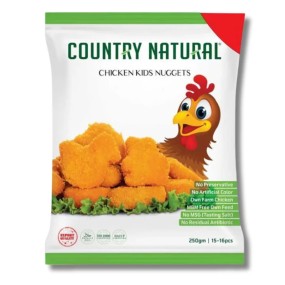 COUNTRY NATURAL®
CHICKEN KIDS NUGGETS
No Preservative
No Artificial Color
Own Farm Chicken
No MSG (Tasting Salt)
No Residual Antibiotic
250gm | 15-16pcs